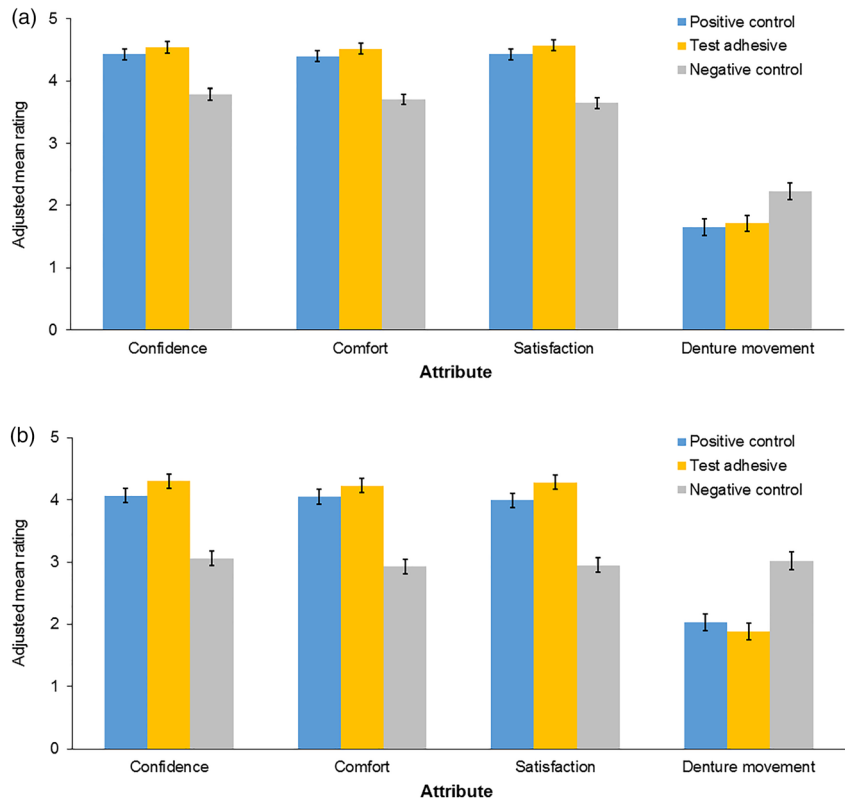 (a)
5
4
3
2
1
0
Adjusted mean rating
Positive control
Test adhesive
Negative control
Confidence Comfort Satisfaction Denture movement
Attribute
(b)
5
4
3
2
1
0
Adjusted mean rating
Positive control
Test adhesive
Negative control
Confidence Comfort Satisfaction Denture movement
Attribute